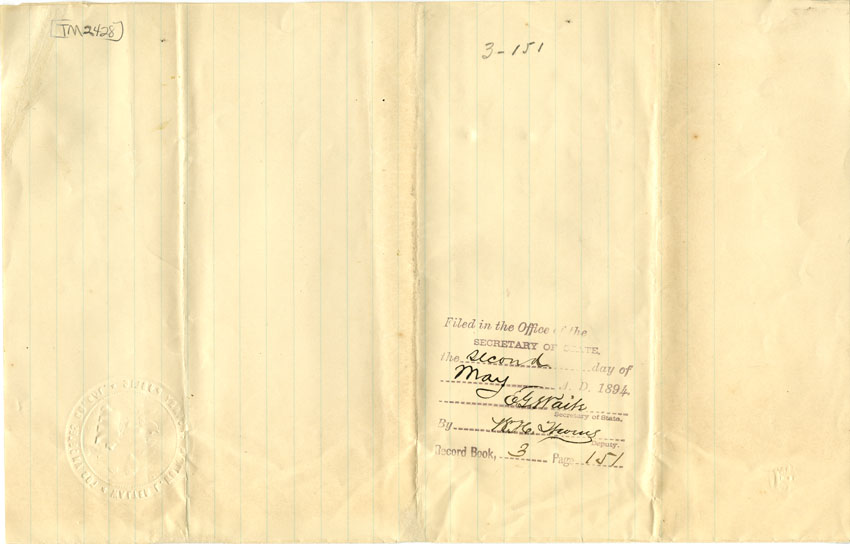 TM2428
3-151
Filed in the Office of the
SECRETARY OF STATE.
the second day of
May A. D. 1894
E G Waite
Secretary of State.
By W. H.
Deputy.
Record Book, 3 Page 151